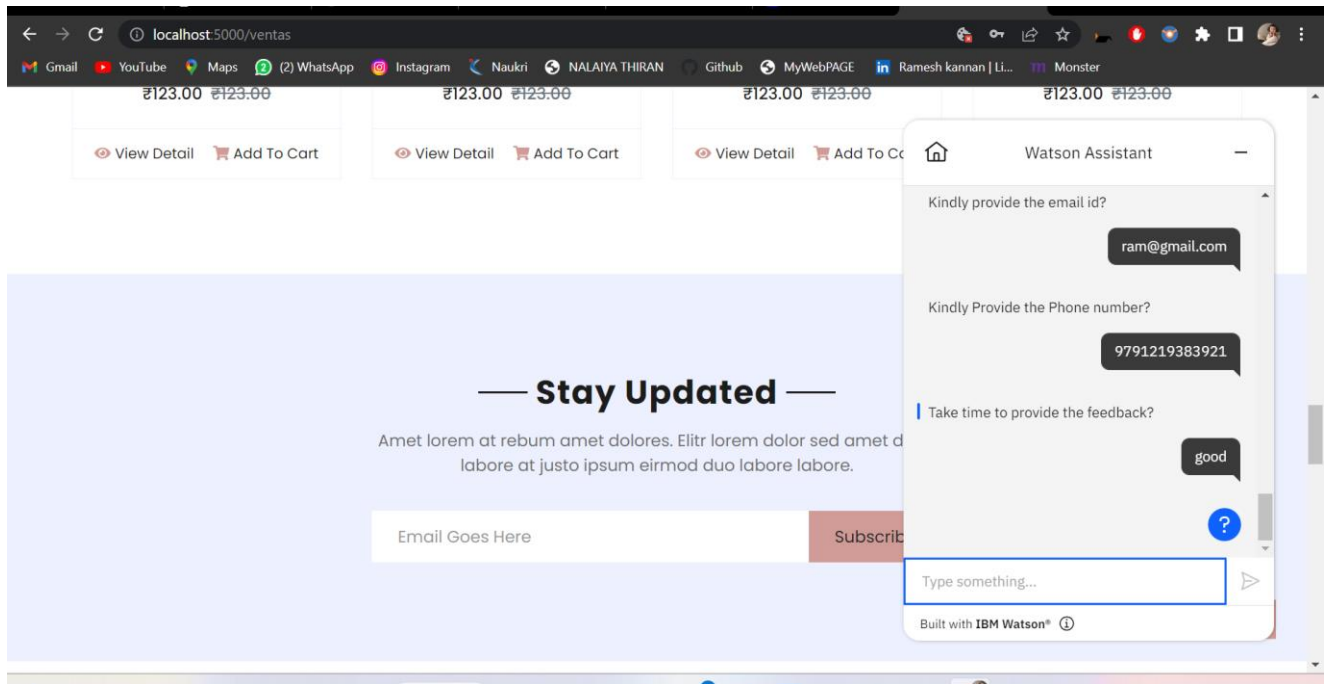 localhost:5000/ventas
Gmail YouTube Maps (2) WhatsApp Instagram Naukri NALAIYA THIRAN Github MyWebPAGE Ramesh kannan | Li... Monster
₹123.00 ₹123.00 ₹123.00 ₹123.00 ₹123.00 ₹123.00 ₹123.00 ₹123.00
View Detail Add To Cart View Detail Add To Cart View Detail Add To Ca
Stay Updated
Amet lorem at rebum amet dolores. Elitr lorem dolor sed amet d
labore at justo ipsum eirmod duo labore labore.
Email Goes Here Subscrib
Watson Assistant
Kindly provide the email id?
ram@gmail.com
Kindly Provide the Phone number?
9791219383921
Take time to provide the feedback?
good
?
Type something...
Built with IBM Watson®